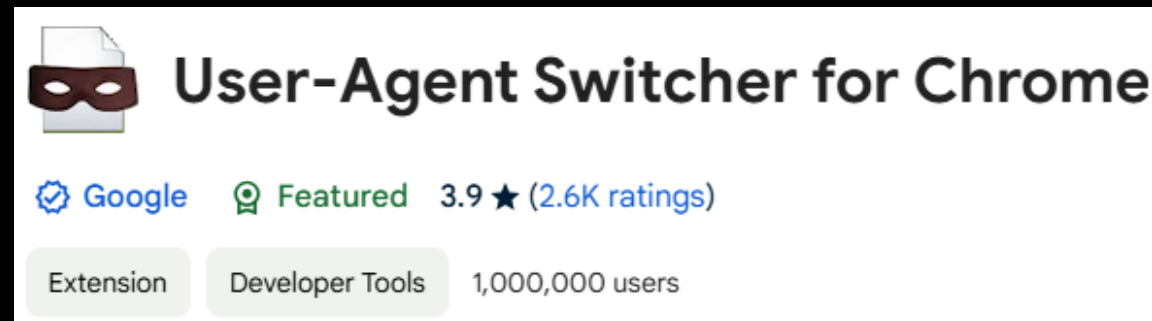 User-Agent Switcher for Chrome
Google Featured 3.9 ★ (2.6K ratings)
Extension Developer Tools 1,000,000 users